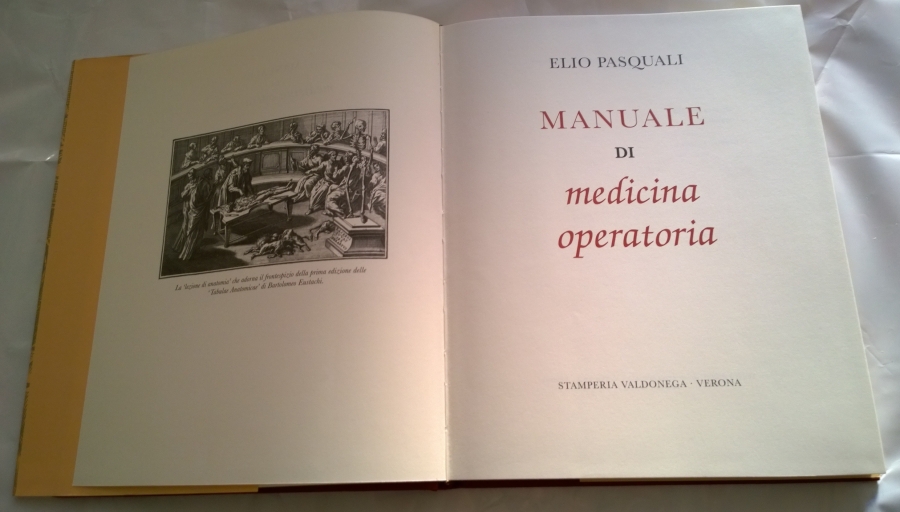 La 'lezione di anatomia' che adorna il frontespizio della prima edizione delle
'Tabulae Anatomicae' di Bartolomeo Eustachi.
ELIO PASQUALI
MANUALE
DI
medicina
operatoria
STAMPERIA VALDONEGA · VERONA